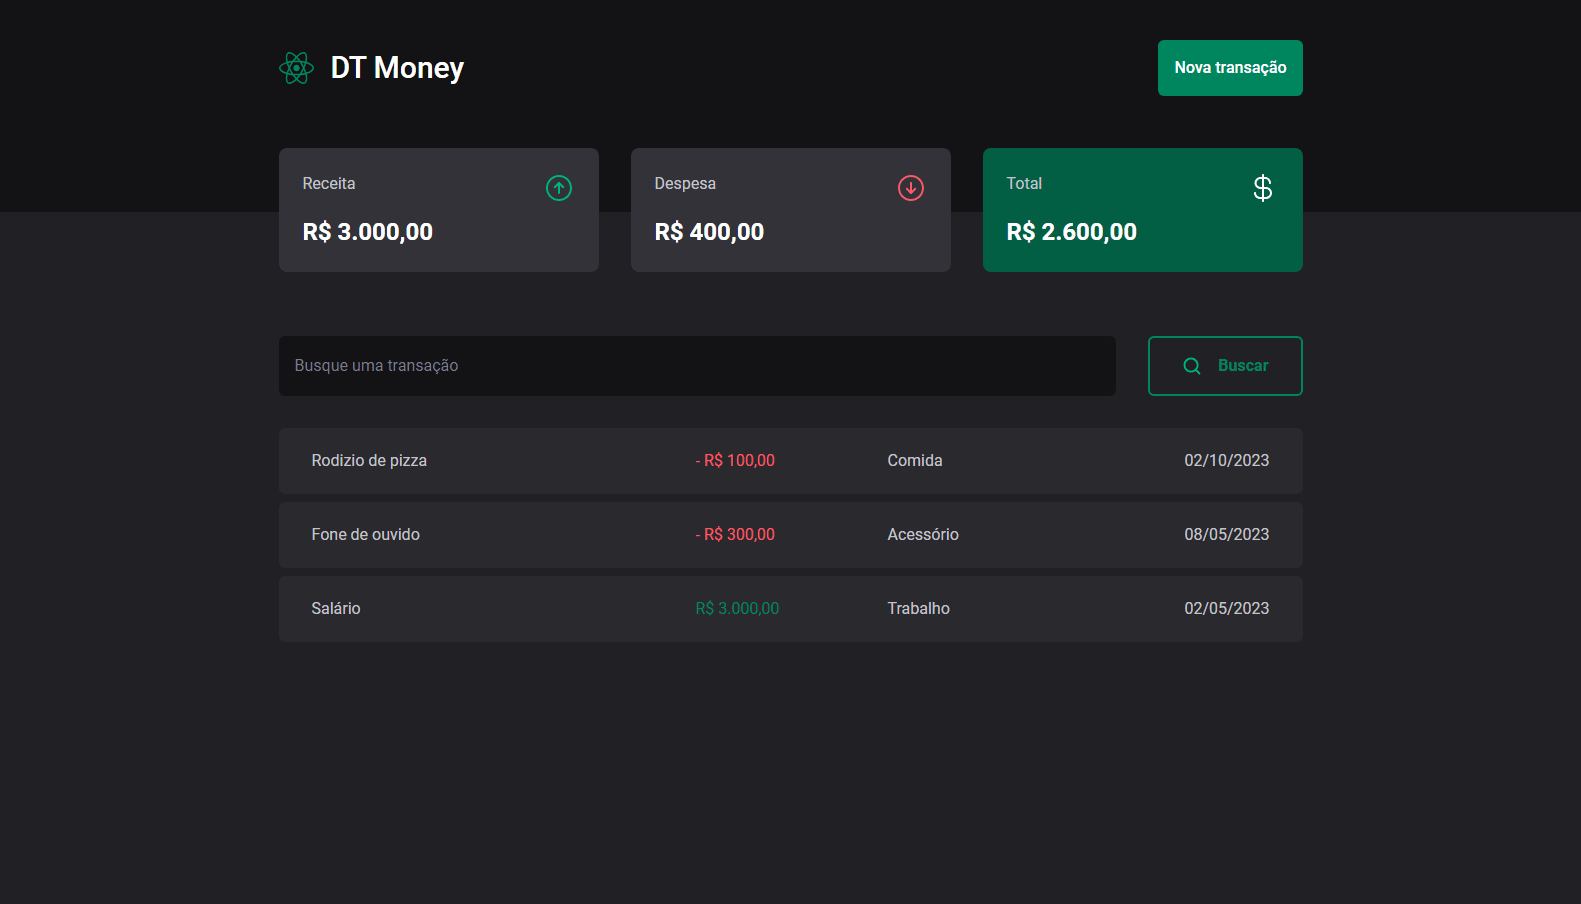 DT Money
Nova transação
Receita
R$ 3.000,00
Despesa
R$ 400,00
Total
R$ 2.600,00
Busque uma transação
Buscar
Rodizio de pizza - R$ 100,00 Comida 02/10/2023
Fone de ouvido - R$ 300,00 Acessório 08/05/2023
Salário R$ 3.000,00 Trabalho 02/05/2023